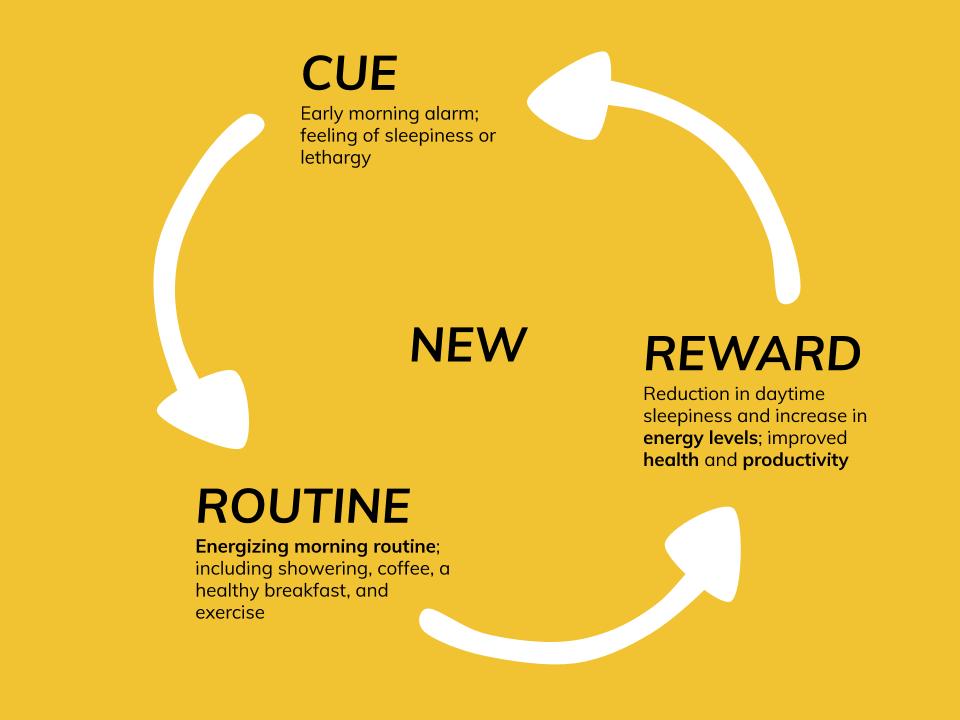 CUE
Early morning alarm;
feeling of sleepiness or
lethargy
NEW
REWARD
Reduction in daytime
sleepiness and increase in
energy levels; improved
health and productivity
ROUTINE
Energizing morning routine;
including showering, coffee, a
healthy breakfast, and
exercise